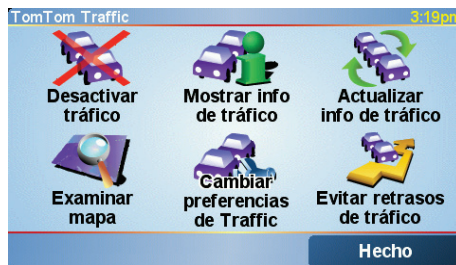 TomTom Traffic 3:19pm
Desactivar
tráfico
Mostrar info
de tráfico
Actualizar
info de tráfico
Examinar
mapa
Cambiar
preferencias
de Traffic
Evitar retrasos
de tráfico
Hecho